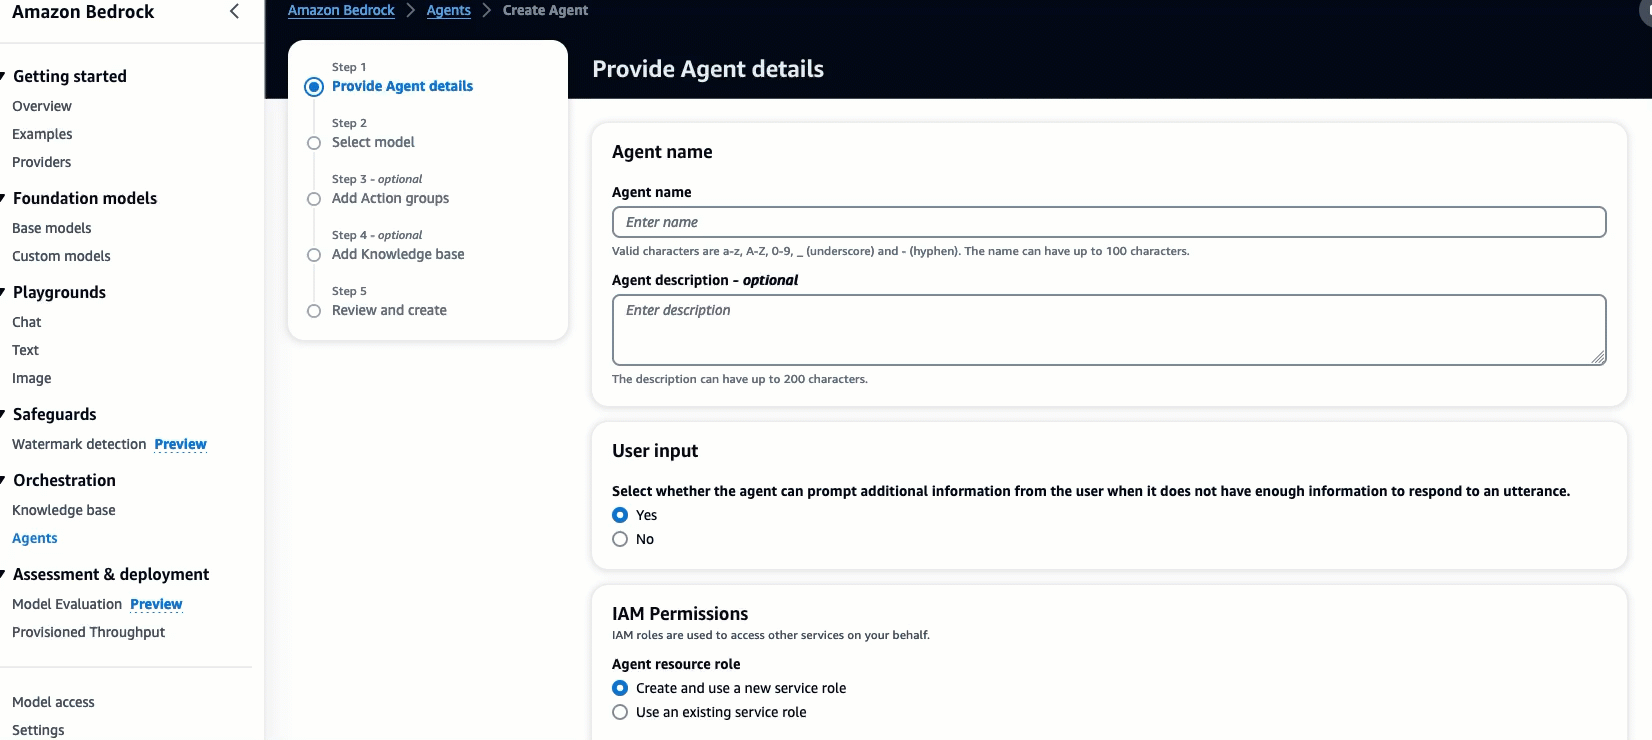 Amazon Bedrock
Getting started
Overview
Examples
Providers
Foundation models
Base models
Custom models
Playgrounds
Chat
Text
Image
Safeguards
Watermark detection Preview
Orchestration
Knowledge base
Agents
Assessment & deployment
Model Evaluation Preview
Provisioned Throughput
Model access
Settings
Amazon Bedrock > Agents > Create Agent
Step 1
Provide Agent details
Step 2
Select model
Step 3 - optional
Add Action groups
Step 4 - optional
Add Knowledge base
Step 5
Review and create
Provide Agent details
Agent name
Agent name
Enter name
Valid characters are a-z, A-Z, 0-9, _ (underscore) and - (hyphen). The name can have up to 100 characters.
Agent description - optional
Enter description
The description can have up to 200 characters.
User input
Select whether the agent can prompt additional information from the user when it does not have enough information to respond to an utterance.
Yes
No
IAM Permissions
IAM roles are used to access other services on your behalf.
Agent resource role
Create and use a new service role
Use an existing service role